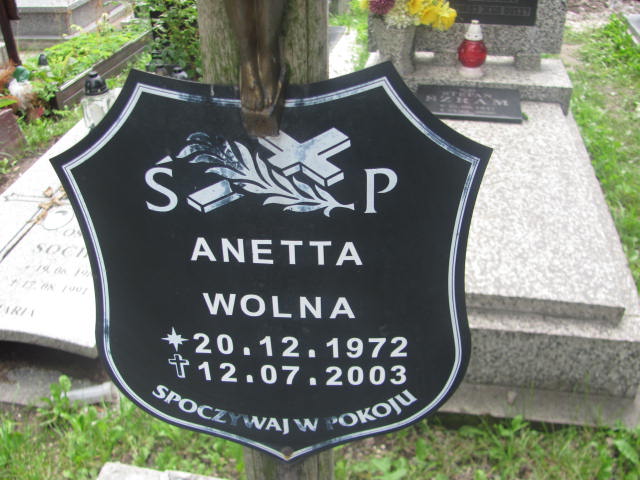 Ś P
ANETTA
WOLNA
20.12.1972
12.07.2003
SPOCZYWAJ W POKOJU